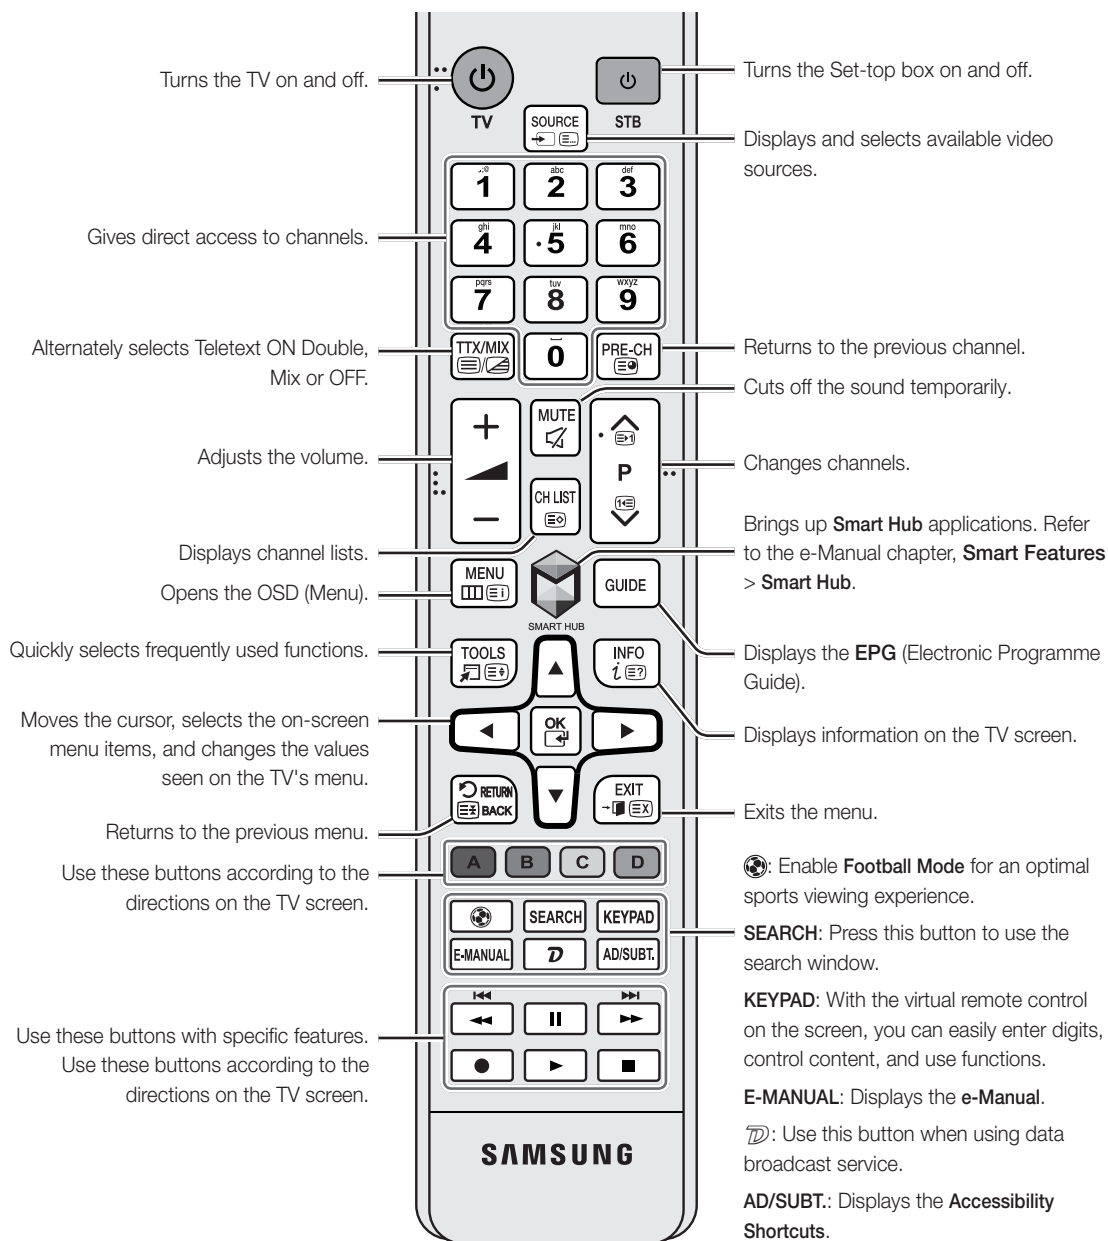 Turns the TV on and off.
TV
STB
Turns the Set-top box on and off.
SOURCE
Displays and selects available video
sources.
.;@
1
abc
2
def
3
Gives direct access to channels.
ghi
4
jkl
5
mno
6
pqrs
7
tuv
8
wxyz
9
Alternately selects Teletext ON Double,
Mix or OFF.
TTX/MIX
0
PRE-CH
Returns to the previous channel.
Cuts off the sound temporarily.
MUTE
Adjusts the volume.
+
−
P
Changes channels.
CH LIST
Displays channel lists.
Brings up Smart Hub applications. Refer
to the e-Manual chapter, Smart Features
> Smart Hub.
Opens the OSD (Menu).
MENU
SMART HUB
GUIDE
Quickly selects frequently used functions.
TOOLS
INFO
Displays the EPG (Electronic Programme
Guide).
Moves the cursor, selects the on-screen
menu items, and changes the values
seen on the TV's menu.
OK
Displays information on the TV screen.
RETURN
BACK
EXIT
Exits the menu.
Returns to the previous menu.
A
B
C
D
Use these buttons according to the
directions on the TV screen.
: Enable Football Mode for an optimal
sports viewing experience.
SEARCH
KEYPAD
E-MANUAL
D
AD/SUBT.
SEARCH: Press this button to use the
search window.
KEYPAD: With the virtual remote control
on the screen, you can easily enter digits,
control content, and use functions.
Use these buttons with specific features.
Use these buttons according to the
directions on the TV screen.
E-MANUAL: Displays the e-Manual.
D: Use this button when using data
broadcast service.
AD/SUBT.: Displays the Accessibility
Shortcuts.
SAMSUNG